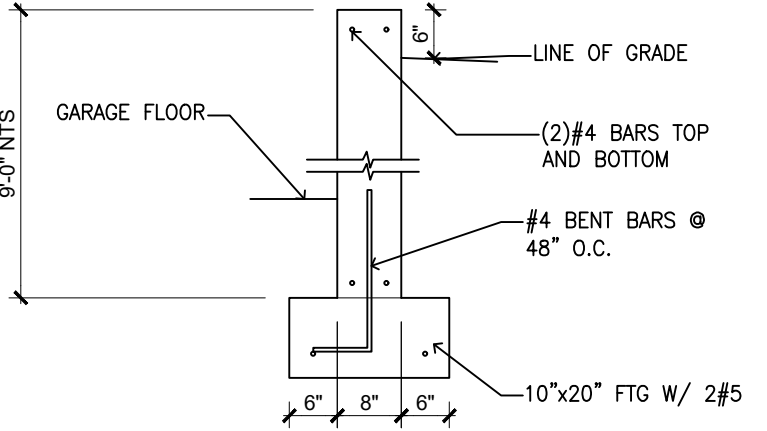 6"
LINE OF GRADE
GARAGE FLOOR
(2)#4 BARS TOP
AND BOTTOM
9'-0" NTS
#4 BENT BARS @
48" O.C.
10"x20" FTG W/ 2#5
6" 8" 6"